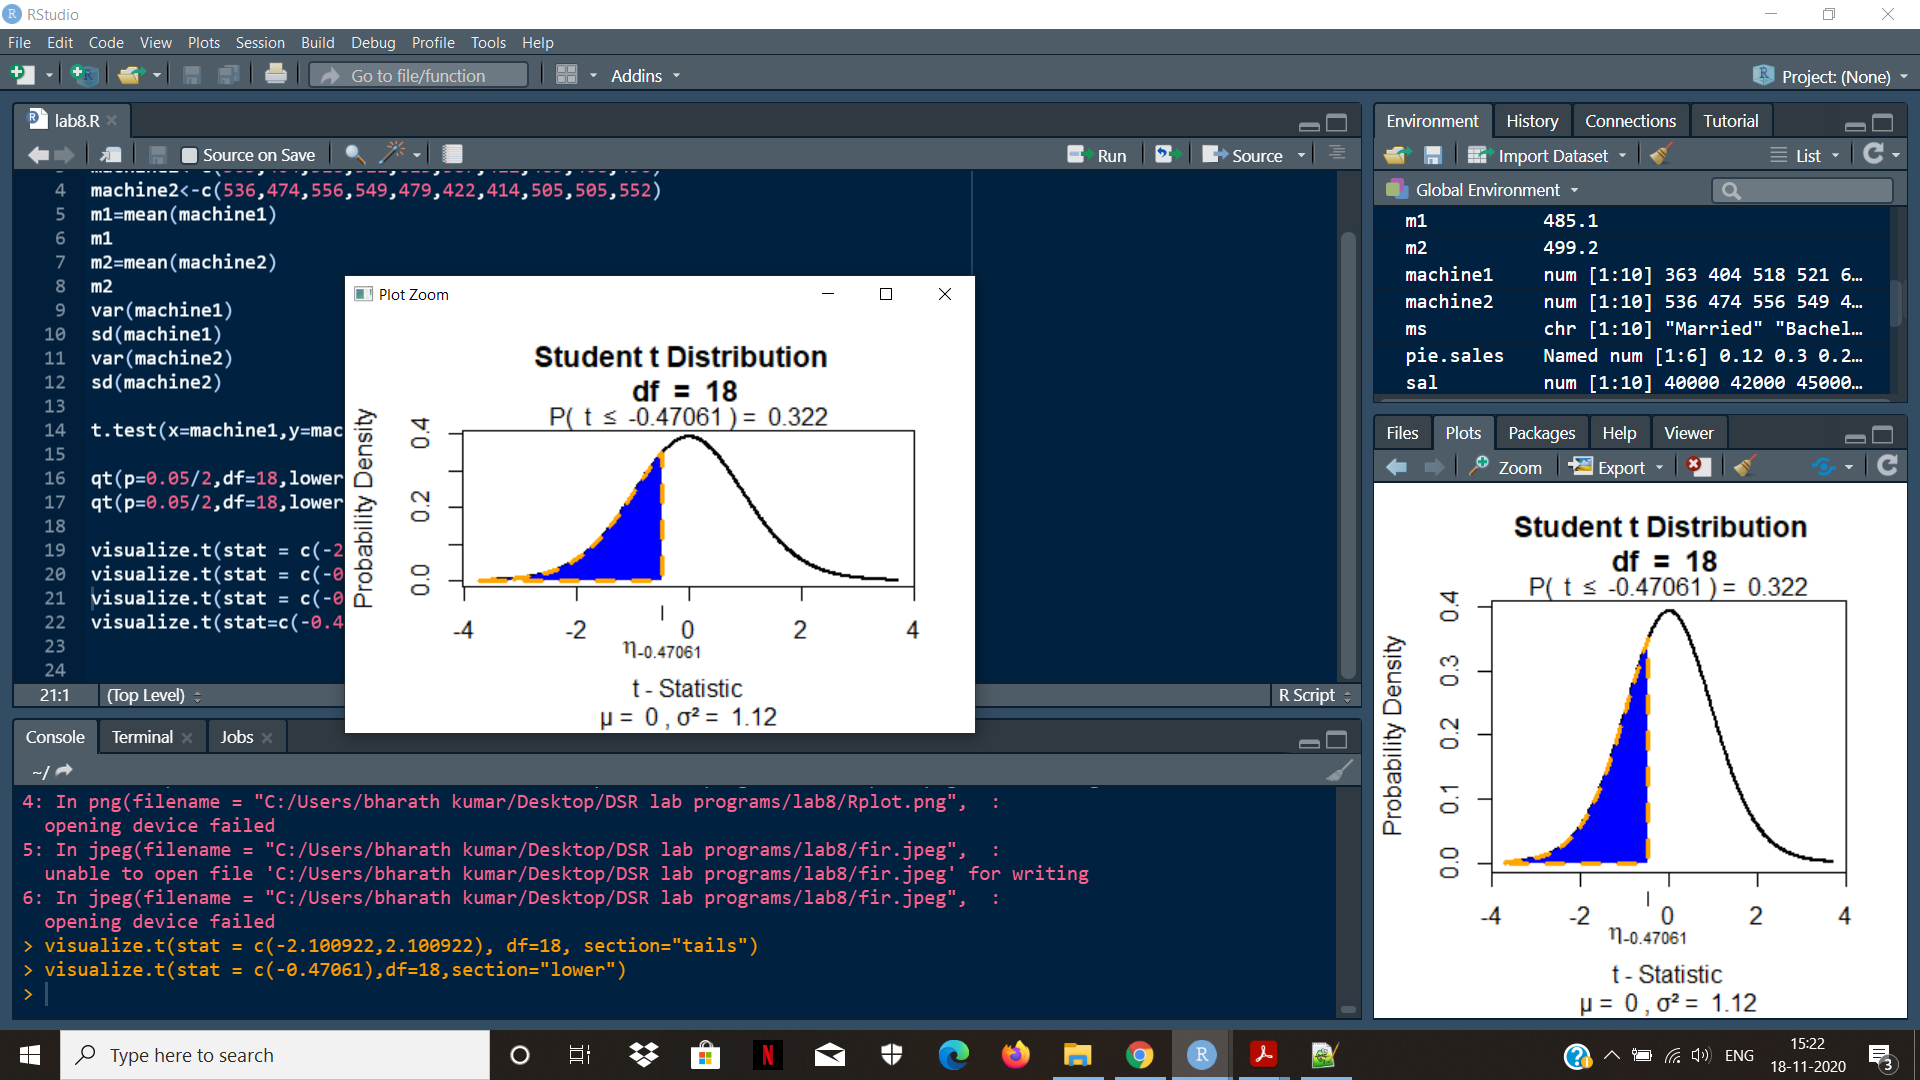 RStudio
File Edit Code View Plots Session Build Debug Profile Tools Help
Go to file/function Addins Project: (None)
lab8.R
Source on Save Run Source
4 machine2<-c(536,474,556,549,479,422,414,505,505,552)
5 m1=mean(machine1)
6 m1
7 m2=mean(machine2)
8 m2
9 var(machine1)
10 sd(machine1)
11 var(machine2)
12 sd(machine2)
13
14 t.test(x=machine1,y=mac
15
16 qt(p=0.05/2,df=18,lower
17 qt(p=0.05/2,df=18,lower
18
19 visualize.t(stat = c(-2
20 visualize.t(stat = c(-0
21 visualize.t(stat = c(-0
22 visualize.t(stat=c(-0.4
23
24
21:1 (Top Level) R Script
Plot Zoom
Student t Distribution
df = 18
P( t ≤ -0.47061 ) = 0.322
Probability Density
0.0 0.2 0.4
-4 -2 0 2 4
η-0.47061
t - Statistic
μ = 0 , σ² = 1.12
Console Terminal Jobs
~/
4: In png(filename = "C:/Users/bharath kumar/Desktop/DSR lab programs/lab8/Rplot.png", :
opening device failed
5: In jpeg(filename = "C:/Users/bharath kumar/Desktop/DSR lab programs/lab8/fir.jpeg", :
unable to open file 'C:/Users/bharath kumar/Desktop/DSR lab programs/lab8/fir.jpeg' for writing
6: In jpeg(filename = "C:/Users/bharath kumar/Desktop/DSR lab programs/lab8/fir.jpeg", :
opening device failed
> visualize.t(stat = c(-2.100922,2.100922), df=18, section="tails")
> visualize.t(stat = c(-0.47061),df=18,section="lower")
>
Environment History Connections Tutorial
Import Dataset List
Global Environment
m1 485.1
m2 499.2
machine1 num [1:10] 363 404 518 521 6…
machine2 num [1:10] 536 474 556 549 4…
ms chr [1:10] "Married" "Bachel…
pie.sales Named num [1:6] 0.12 0.3 0.2…
sal num [1:10] 40000 42000 45000…
Files Plots Packages Help Viewer
Zoom Export
Student t Distribution
df = 18
P( t ≤ -0.47061 ) = 0.322
Probability Density
0.0 0.1 0.2 0.3 0.4
-4 -2 0 2 4
η-0.47061
t - Statistic
μ = 0 , σ² = 1.12
Type here to search
ENG
15:22
18-11-2020
3